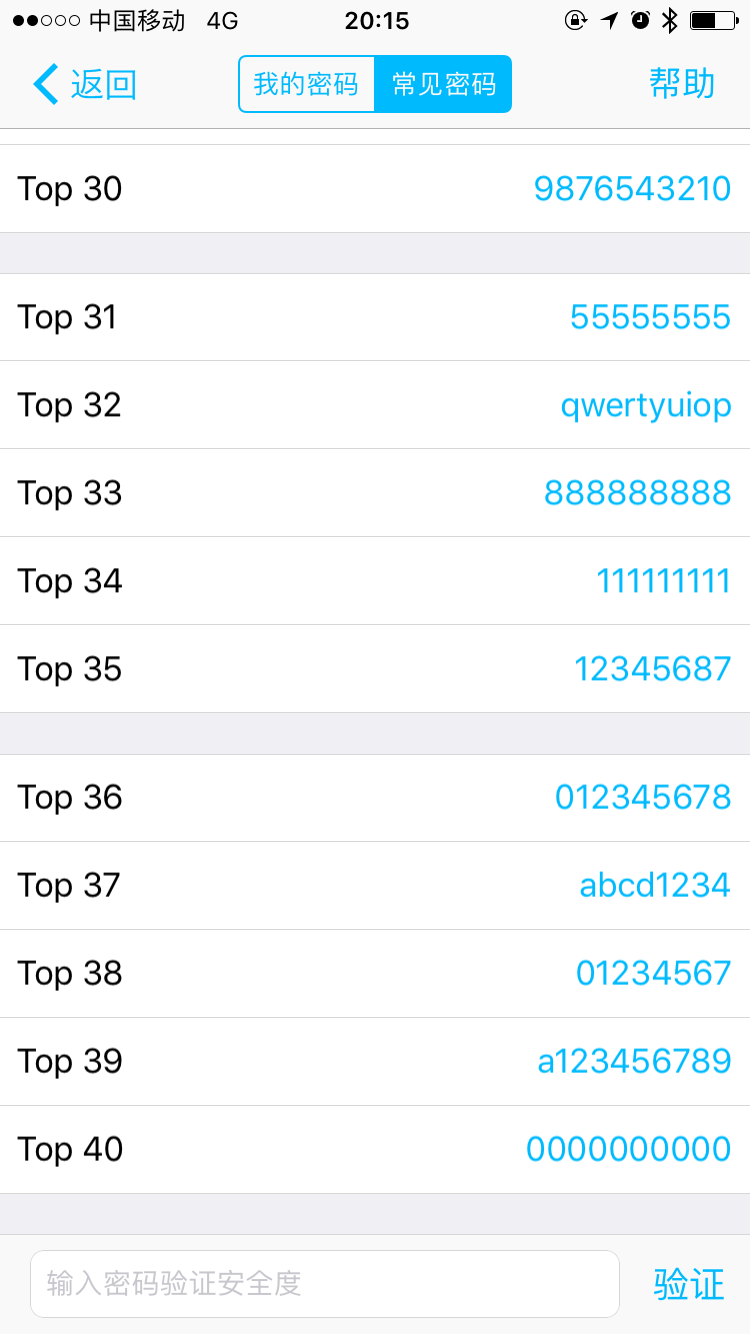 中国移动 4G 20:15
返回 我的密码 常见密码 帮助
Top 30 9876543210
Top 31 55555555
Top 32 qwertyuiop
Top 33 888888888
Top 34 111111111
Top 35 12345687
Top 36 012345678
Top 37 abcd1234
Top 38 01234567
Top 39 a123456789
Top 40 0000000000
输入密码验证安全度 验证